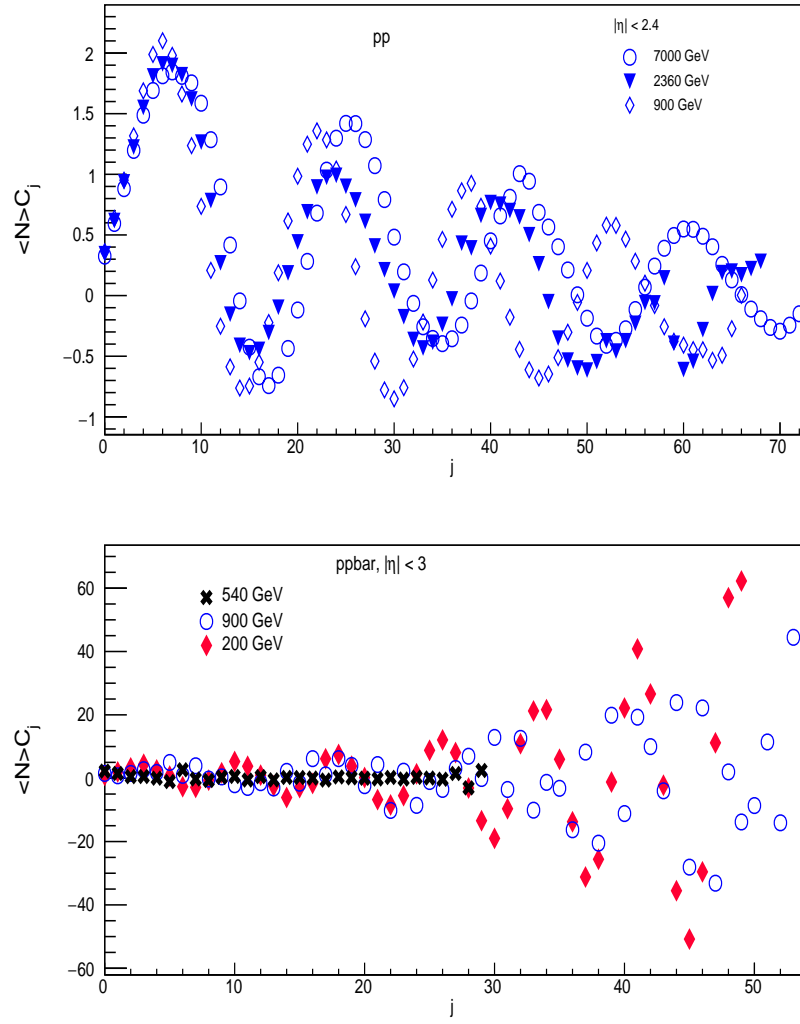 pp
|η| < 2.4
7000 GeV
2360 GeV
900 GeV
<N>C_j
2
1.5
1
0.5
0
−0.5
−1
0 10 20 30 40 50 60 70
j
ppbar, |η| < 3
540 GeV
900 GeV
200 GeV
<N>C_j
60
40
20
0
−20
−40
−60
0 10 20 30 40 50
j